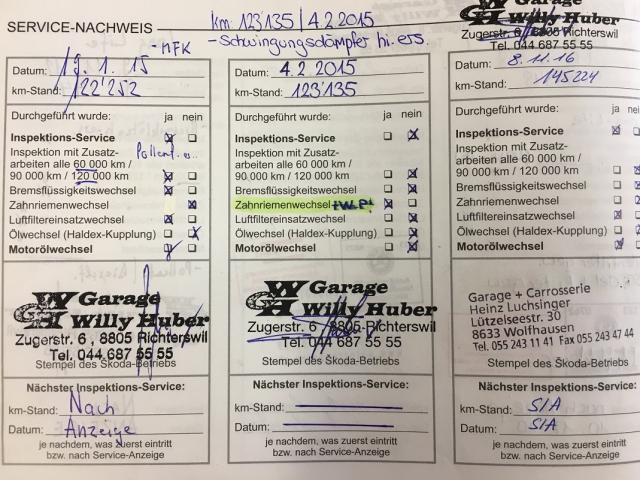 SERVICE-NACHWEIS
km 123'135 / 4.2.2015
- MFK
- Schwingungsdämpfer hi. ers.
Datum: 19.1.15
km-Stand: 122'252
Durchgeführt wurde: ja nein
Inspektions-Service
Inspektion mit Zusatz-
arbeiten alle 60 000 km /
90 000 km / 120 000 km
Bremsflüssigkeitswechsel
Zahnriemenwechsel
Luftfiltereinsatzwechsel
Ölwechsel (Haldex-Kupplung)
Motorölwechsel
WH Garage
Willy Huber
Zugerstr. 6, 8805 Richterswil
Tel. 044 687 55 55
Stempel des Škoda-Betriebs
Nächster Inspektions-Service:
km-Stand: Nach
Datum: Anzeige
je nachdem, was zuerst eintritt
bzw. nach Service-Anzeige
Datum: 4.2.2015
km-Stand: 123'135
Durchgeführt wurde: ja nein
Inspektions-Service
Inspektion mit Zusatz-
arbeiten alle 60 000 km /
90 000 km / 120 000 km
Bremsflüssigkeitswechsel
Zahnriemenwechsel + W.P.
Luftfiltereinsatzwechsel
Ölwechsel (Haldex-Kupplung)
Motorölwechsel
WH Garage
Willy Huber
Zugerstr. 6 8805 Richterswil
Tel. 044 687 55 55
Stempel des Škoda-Betriebs
Nächster Inspektions-Service:
km-Stand:
Datum:
je nachdem, was zuerst eintritt
bzw. nach Service-Anzeige
Garage
Willy Huber
Zugerstr. 6, 8805 Richterswil
Tel. 044 687 55 55
Datum: 8.11.16
km-Stand: 145224
Durchgeführt wurde: ja nein
Inspektions-Service
Inspektion mit Zusatz-
arbeiten alle 60 000 km /
90 000 km / 120 000 km
Bremsflüssigkeitswechsel
Zahnriemenwechsel
Luftfiltereinsatzwechsel
Ölwechsel (Haldex-Kupplung)
Motorölwechsel
Garage + Carrosserie
Heinz Luchsinger
Lützelseestr. 30
8633 Wolfhausen
Tel. 055 243 11 41 Fax 055 243 47 44
Stempel des Škoda-Betriebs
Nächster Inspektions-Service:
km-Stand: SIA
Datum: SIA
je nachdem, was zuerst eintritt
bzw. nach Service-Anzeige